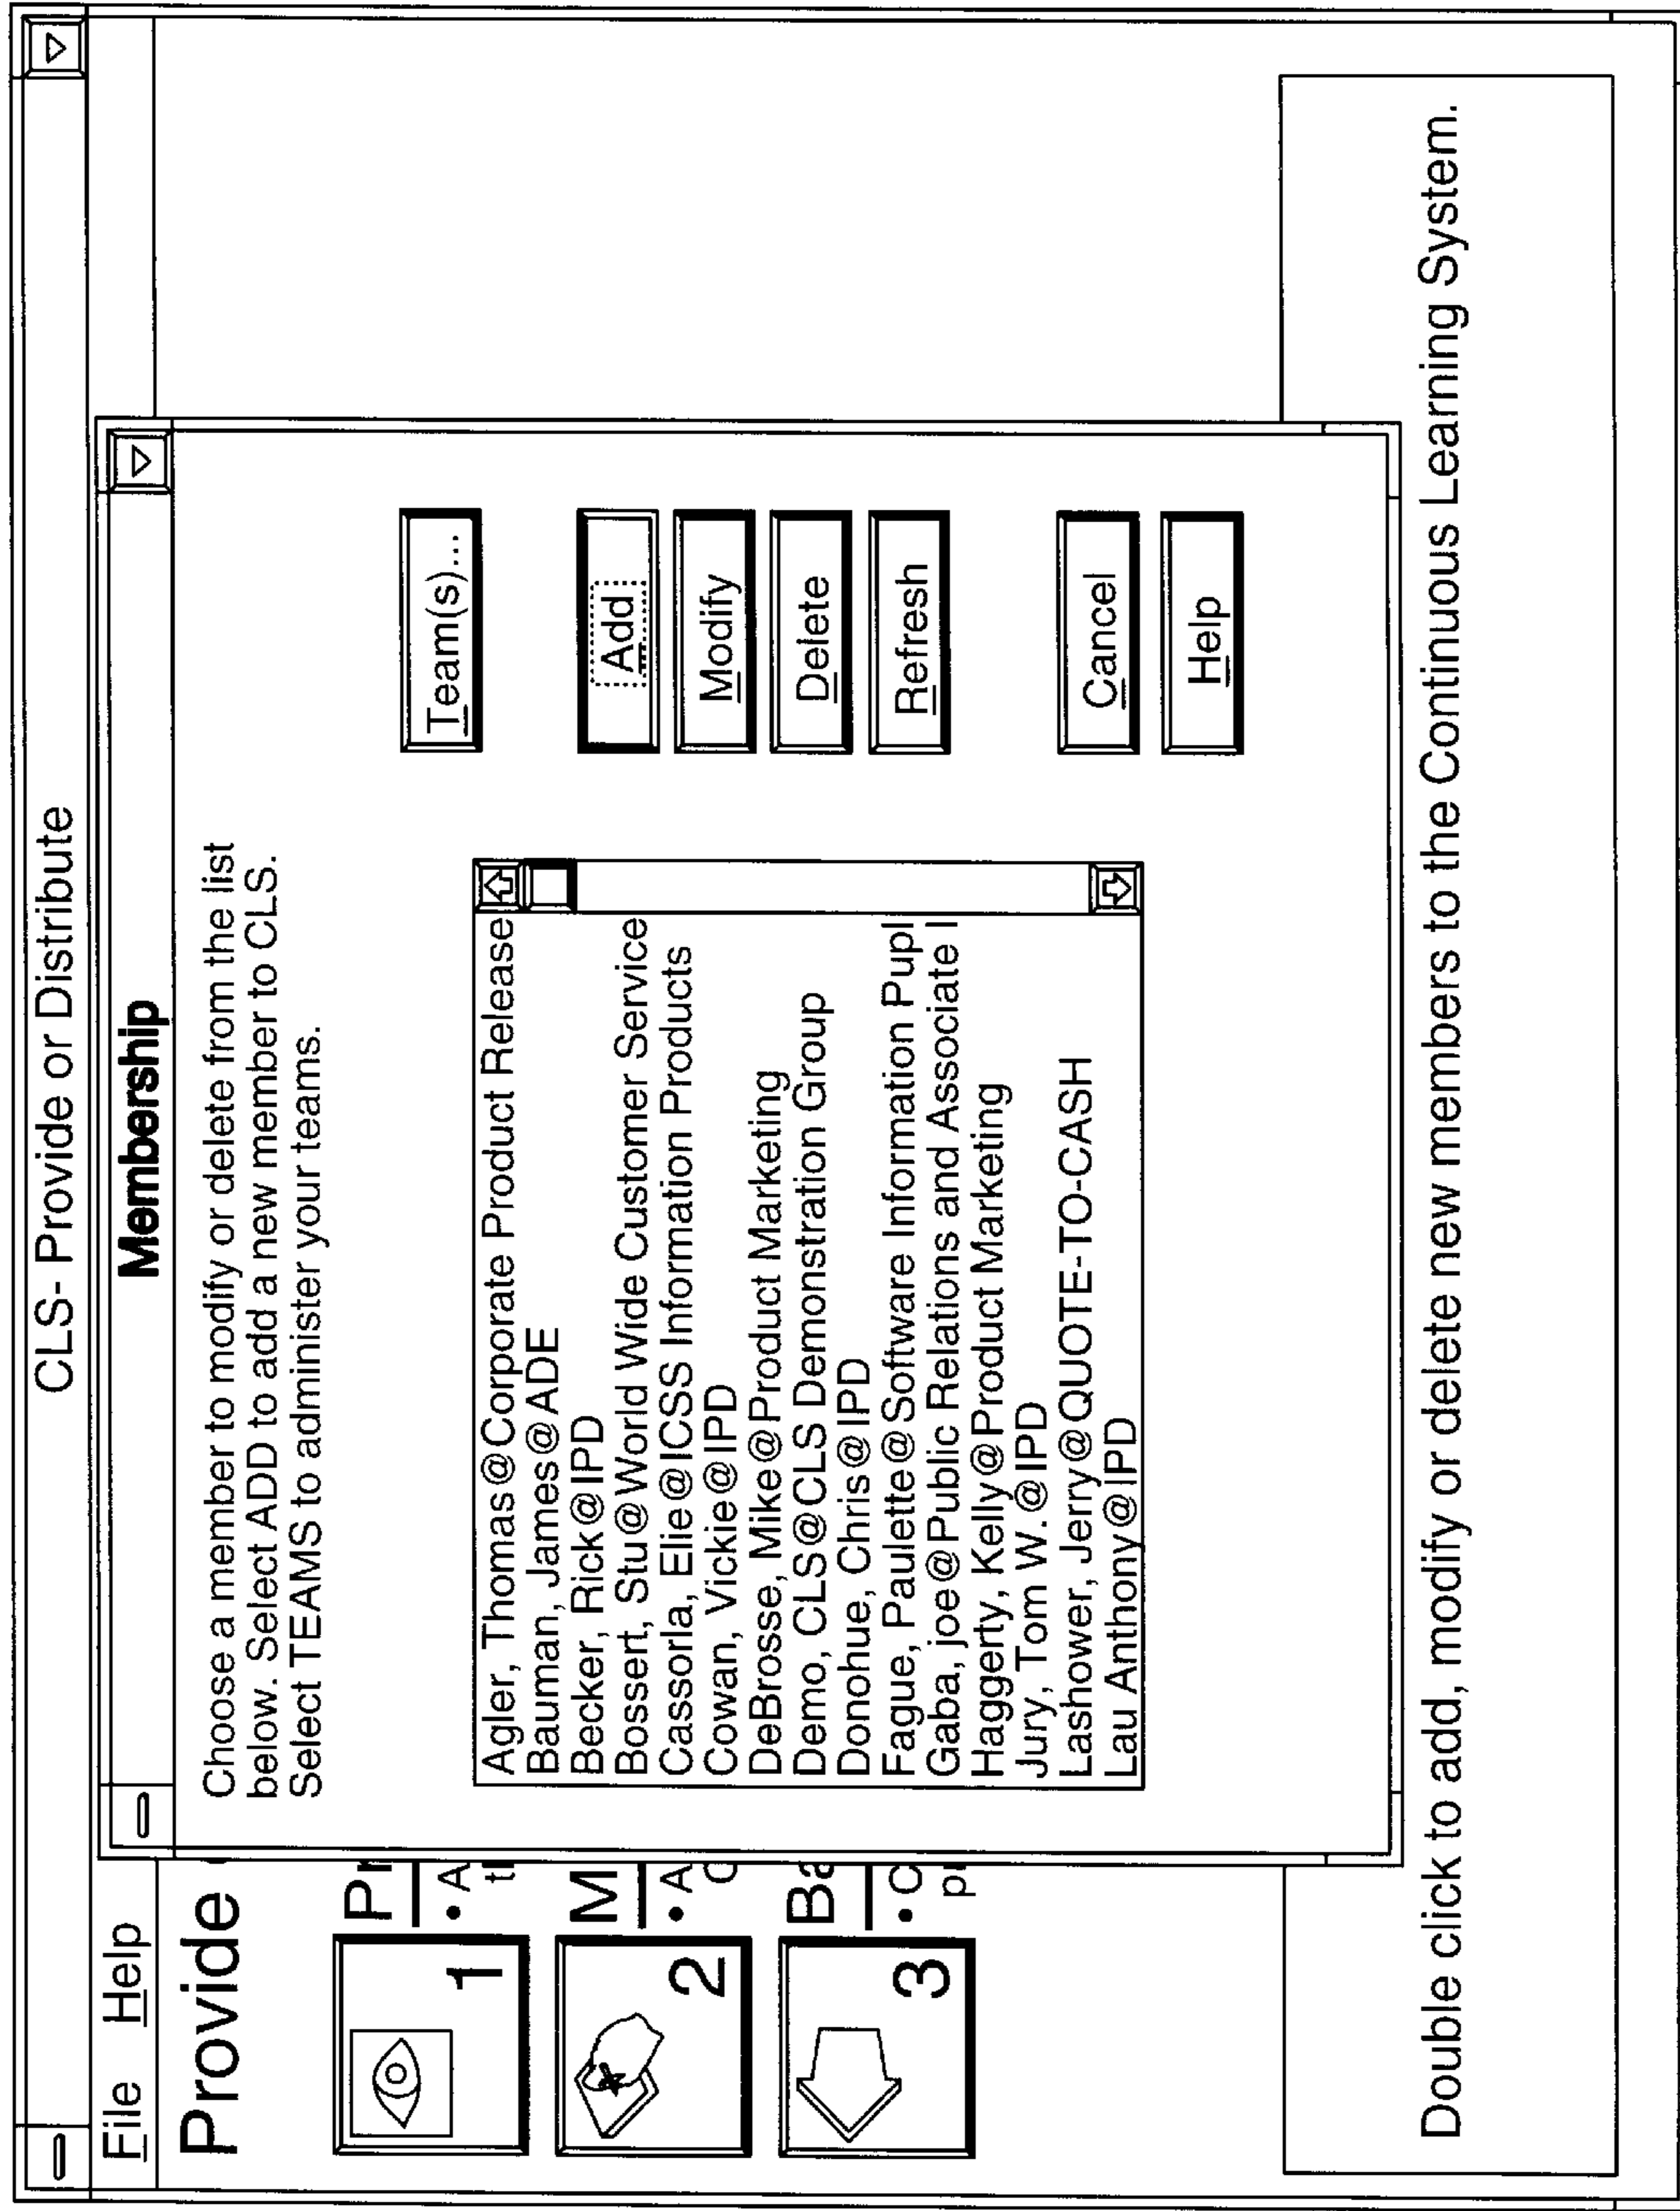 CLS- Provide or Distribute
File Help
Provide
1
Pr
• A
2
M
• A
3
Ba
• C
Membership
Choose a member to modify or delete from the list
below. Select ADD to add a new member to CLS.
Select TEAMS to administer your teams.
Agler, Thomas@Corporate Product Release
Bauman, James@ADE
Becker, Rick@IPD
Bossert, Stu@World Wide Customer Service
Cassorla, Elie@ICSS Information Products
Cowan, Vickie@IPD
DeBrosse, Mike@Product Marketing
Demo, CLS@CLS Demonstration Group
Donohue, Chris@IPD
Fague, Paulette@Software Information Pupl
Gaba, joe@Public Relations and Associate I
Haggerty, Kelly@Product Marketing
Jury, Tom W.@IPD
Lashower, Jerry@QUOTE-TO-CASH
Lau Anthony@IPD
Team(s)...
Add
Modify
Delete
Refresh
Cancel
Help
Double click to add, modify or delete new members to the Continuous Learning System.